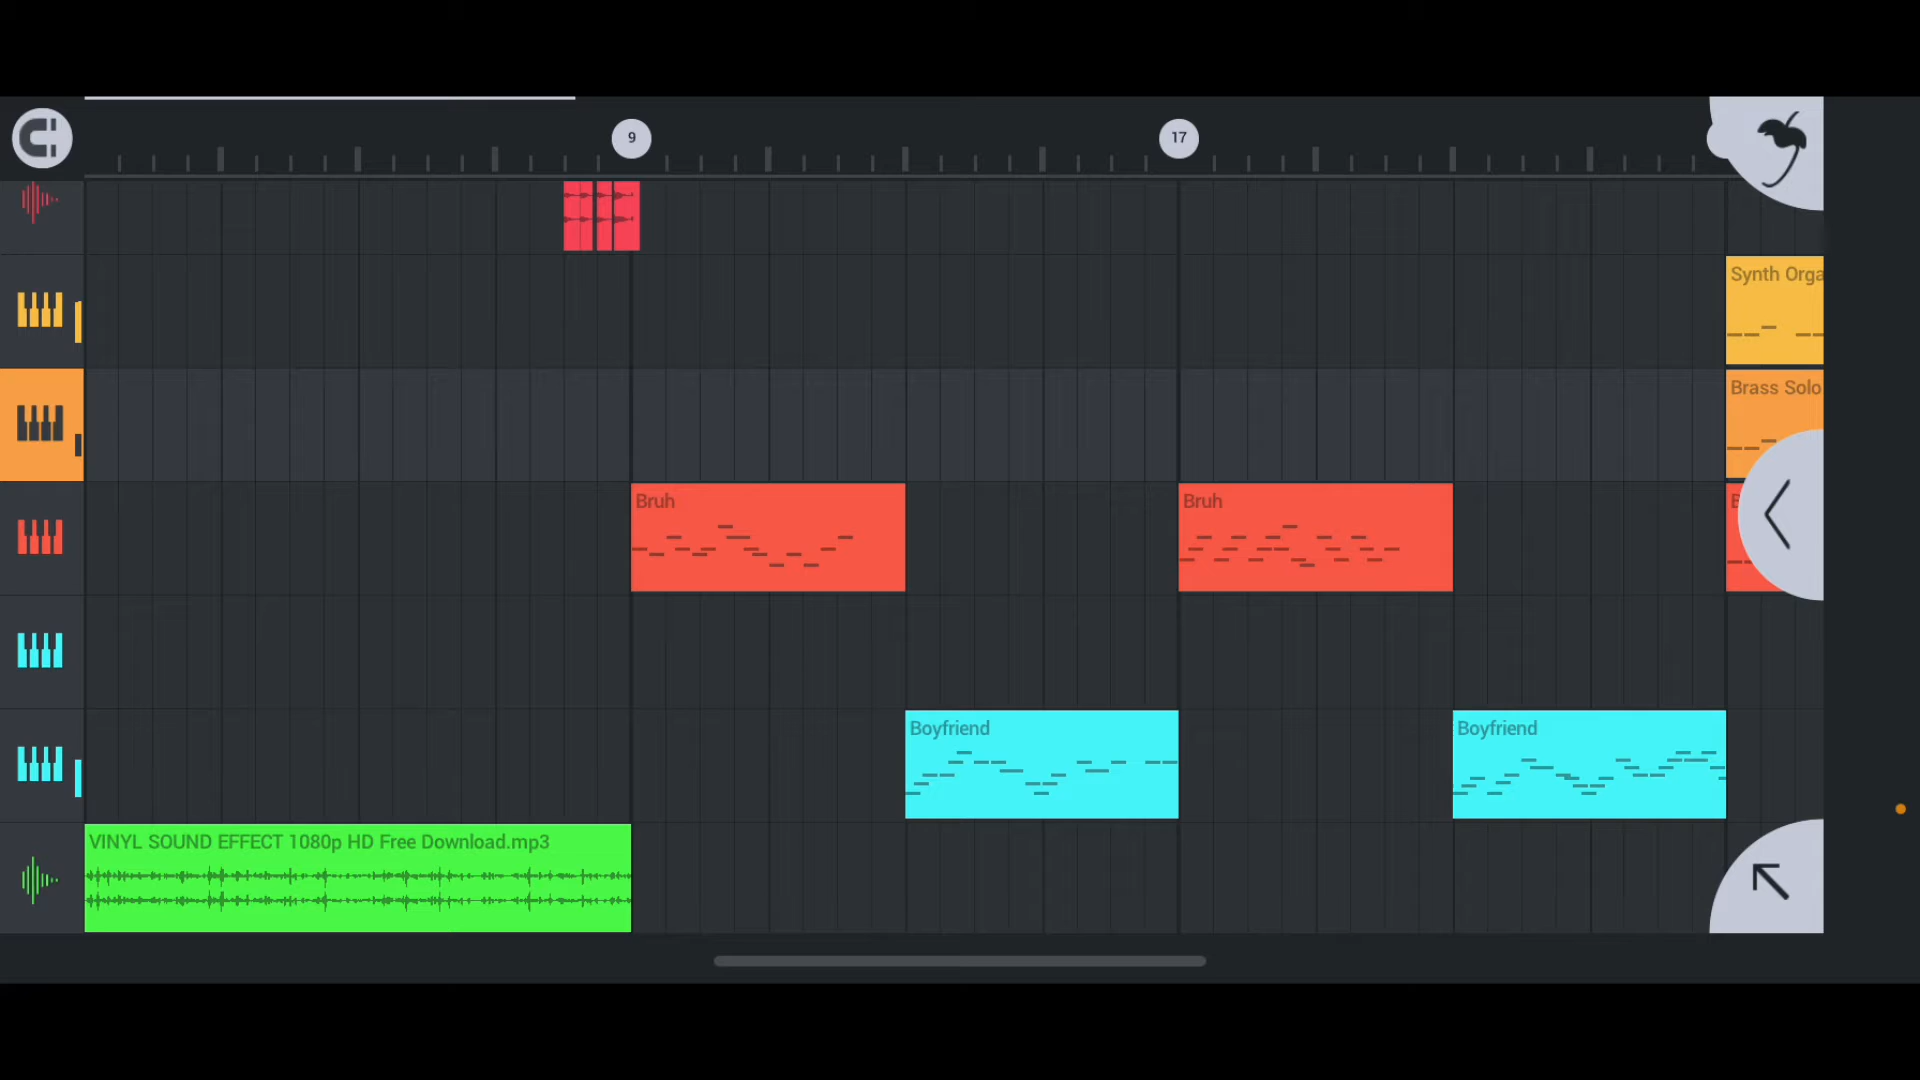 9
17
Synth Orga
Brass Solo
Bruh
Bruh
B
Boyfriend
Boyfriend
VINYL SOUND EFFECT 1080p HD Free Download.mp3